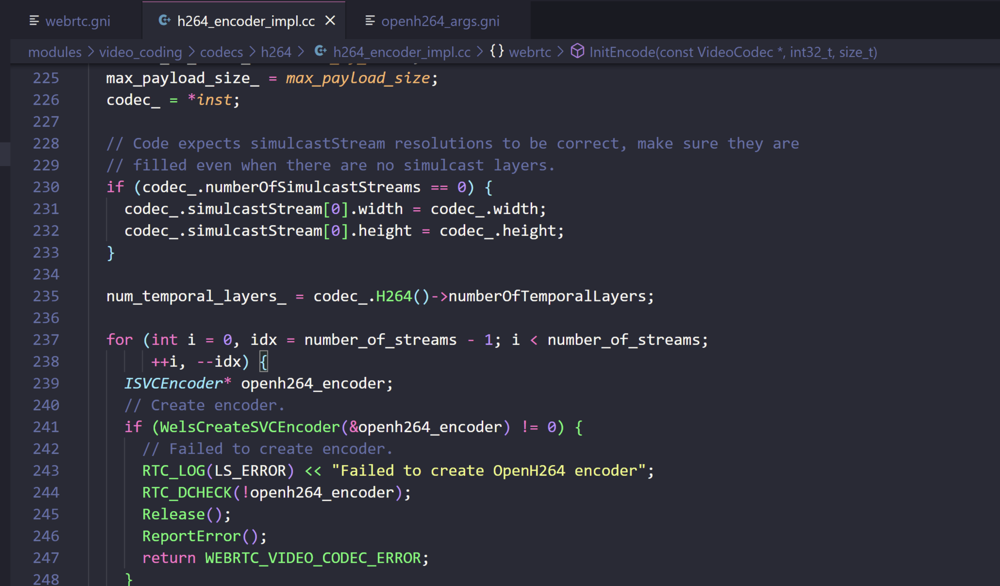 webrtc.gni h264_encoder_impl.cc openh264_args.gni
modules > video_coding > codecs > h264 > h264_encoder_impl.cc > {} webrtc > InitEncode(const VideoCodec *, int32_t, size_t)
225 max_payload_size_ = max_payload_size;
226 codec_ = *inst;
227
228 // Code expects simulcastStream resolutions to be correct, make sure they are
229 // filled even when there are no simulcast layers.
230 if (codec_.numberOfSimulcastStreams == 0) {
231 codec_.simulcastStream[0].width = codec_.width;
232 codec_.simulcastStream[0].height = codec_.height;
233 }
234
235 num_temporal_layers_ = codec_.H264()->numberOfTemporalLayers;
236
237 for (int i = 0, idx = number_of_streams - 1; i < number_of_streams;
238 ++i, --idx) {
239 ISVCEncoder* openh264_encoder;
240 // Create encoder.
241 if (WelsCreateSVCEncoder(&openh264_encoder) != 0) {
242 // Failed to create encoder.
243 RTC_LOG(LS_ERROR) << "Failed to create OpenH264 encoder";
244 RTC_DCHECK(!openh264_encoder);
245 Release();
246 ReportError();
247 return WEBRTC_VIDEO_CODEC_ERROR;
248 }